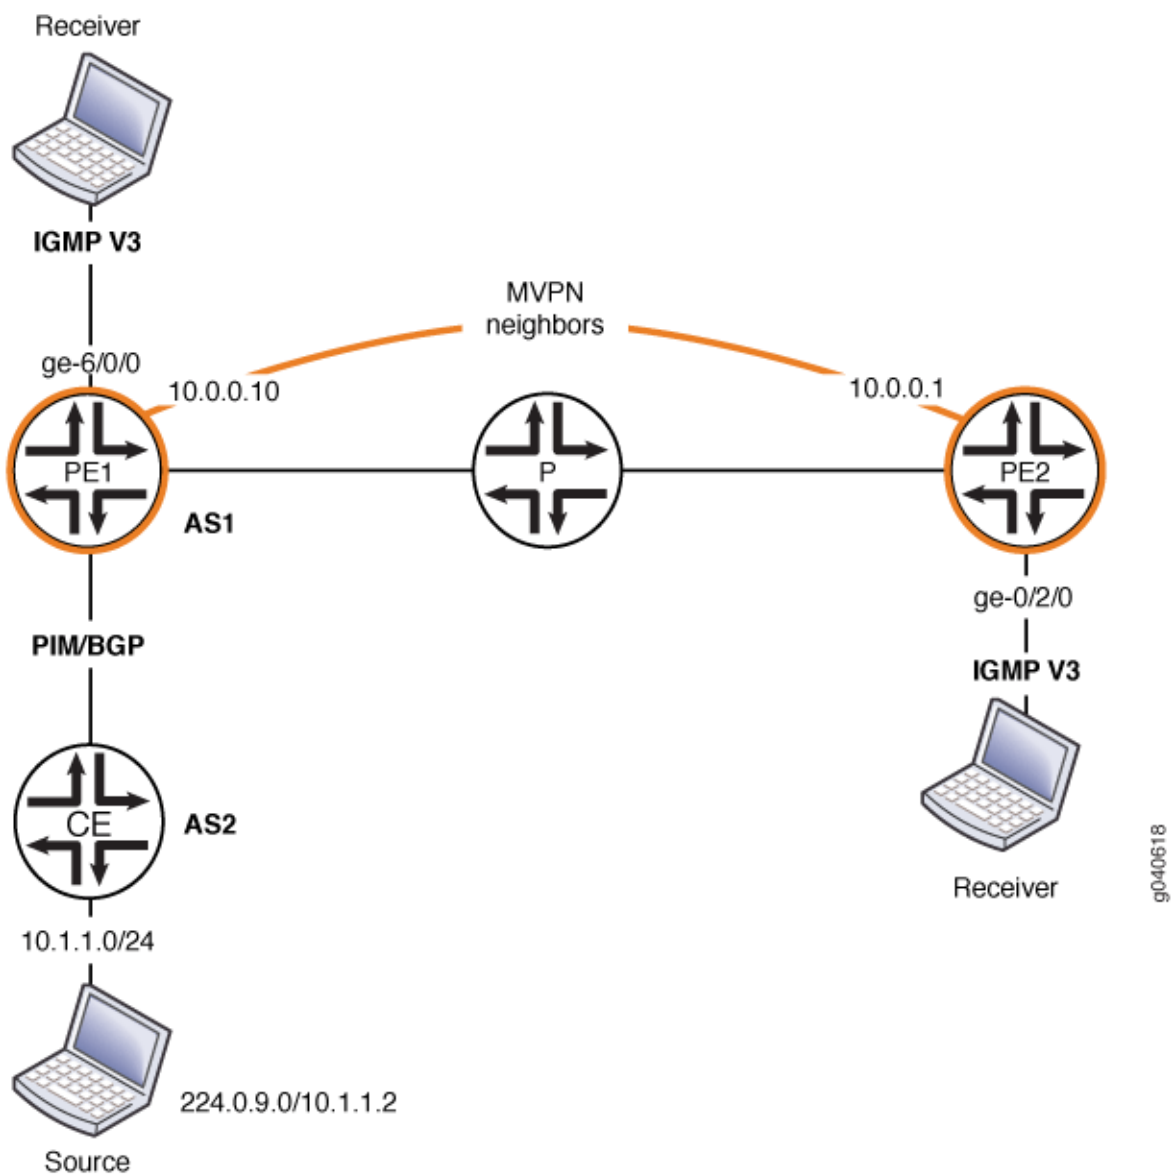 Receiver
IGMP V3
MVPN
neighbors
ge-6/0/0
10.0.0.10
10.0.0.1
PE1
P
PE2
AS1
ge-0/2/0
PIM/BGP
IGMP V3
CE
AS2
Receiver
g040618
10.1.1.0/24
224.0.9.0/10.1.1.2
Source